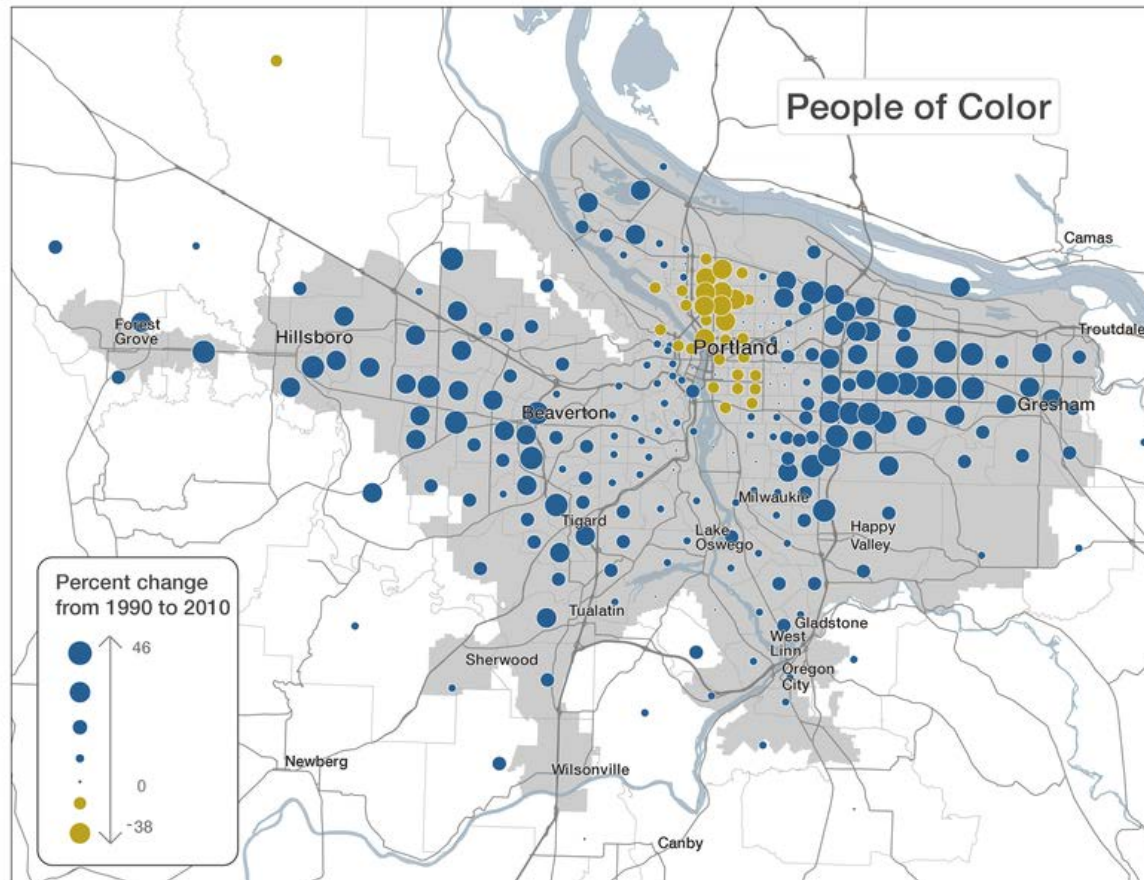 People of Color
Camas
Troutdale
Forest
Grove
Hillsboro
Portland
Beaverton
Gresham
Milwaukie
Tigard
Lake
Oswego
Happy
Valley
Tualatin
Gladstone
West
Linn
Sherwood
Oregon
City
Newberg
Wilsonville
Canby
Percent change
from 1990 to 2010
46
0
-38